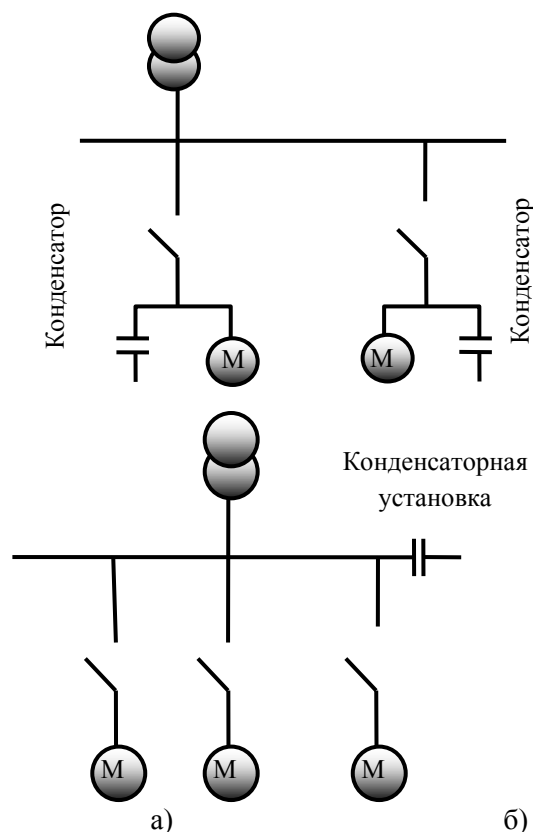 Конденсатор
Конденсатор
М
М
Конденсаторная
установка
М
М
М
а)
б)